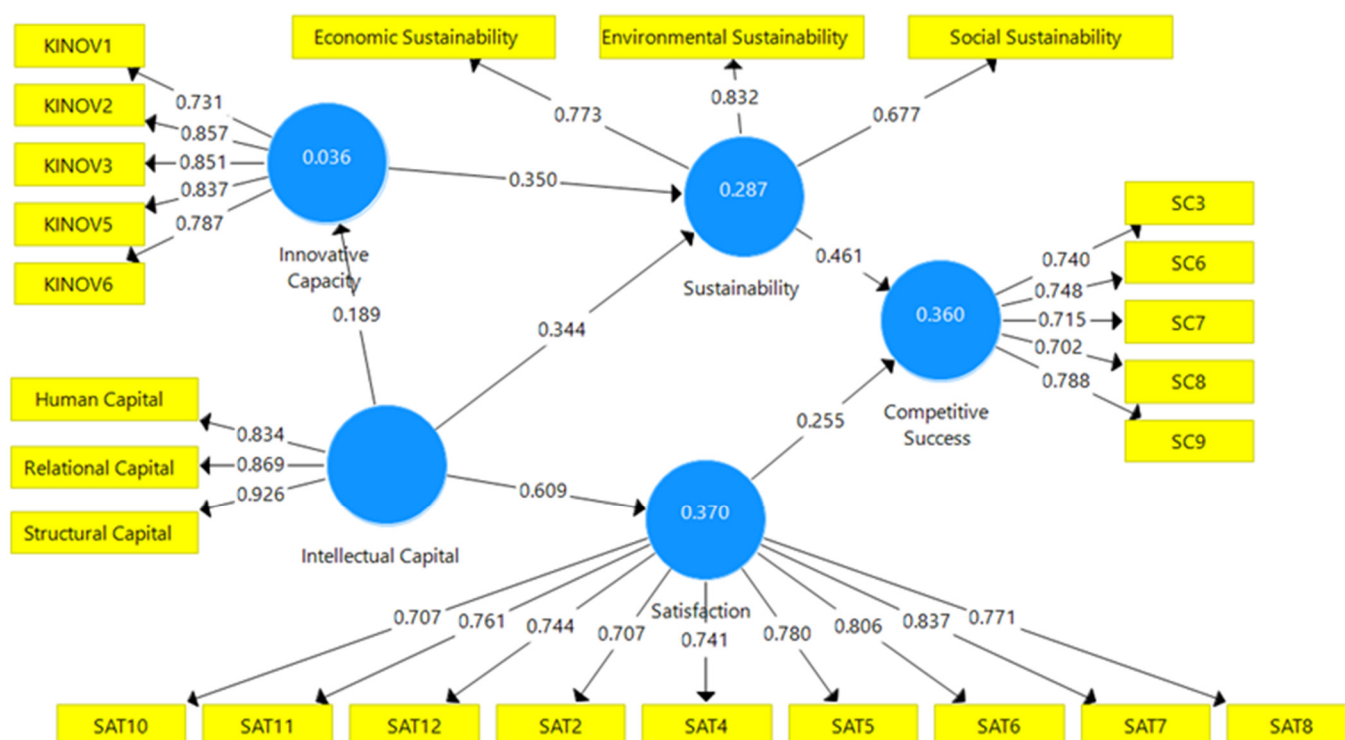 KINOV1
KINOV2
KINOV3
KINOV5
KINOV6
0.731
0.857
0.851
0.837
0.787
0.036
Innovative
Capacity
Economic Sustainability
Environmental Sustainability
Social Sustainability
0.773
0.832
0.677
0.350
0.287
Sustainability
0.189
0.344
0.461
0.360
Competitive
Success
0.740
0.748
0.715
0.702
0.788
SC3
SC6
SC7
SC8
SC9
Human Capital
Relational Capital
Structural Capital
0.834
0.869
0.926
Intellectual Capital
0.609
0.255
0.370
Satisfaction
0.707
0.761
0.744
0.707
0.741
0.780
0.806
0.837
0.771
SAT10
SAT11
SAT12
SAT2
SAT4
SAT5
SAT6
SAT7
SAT8